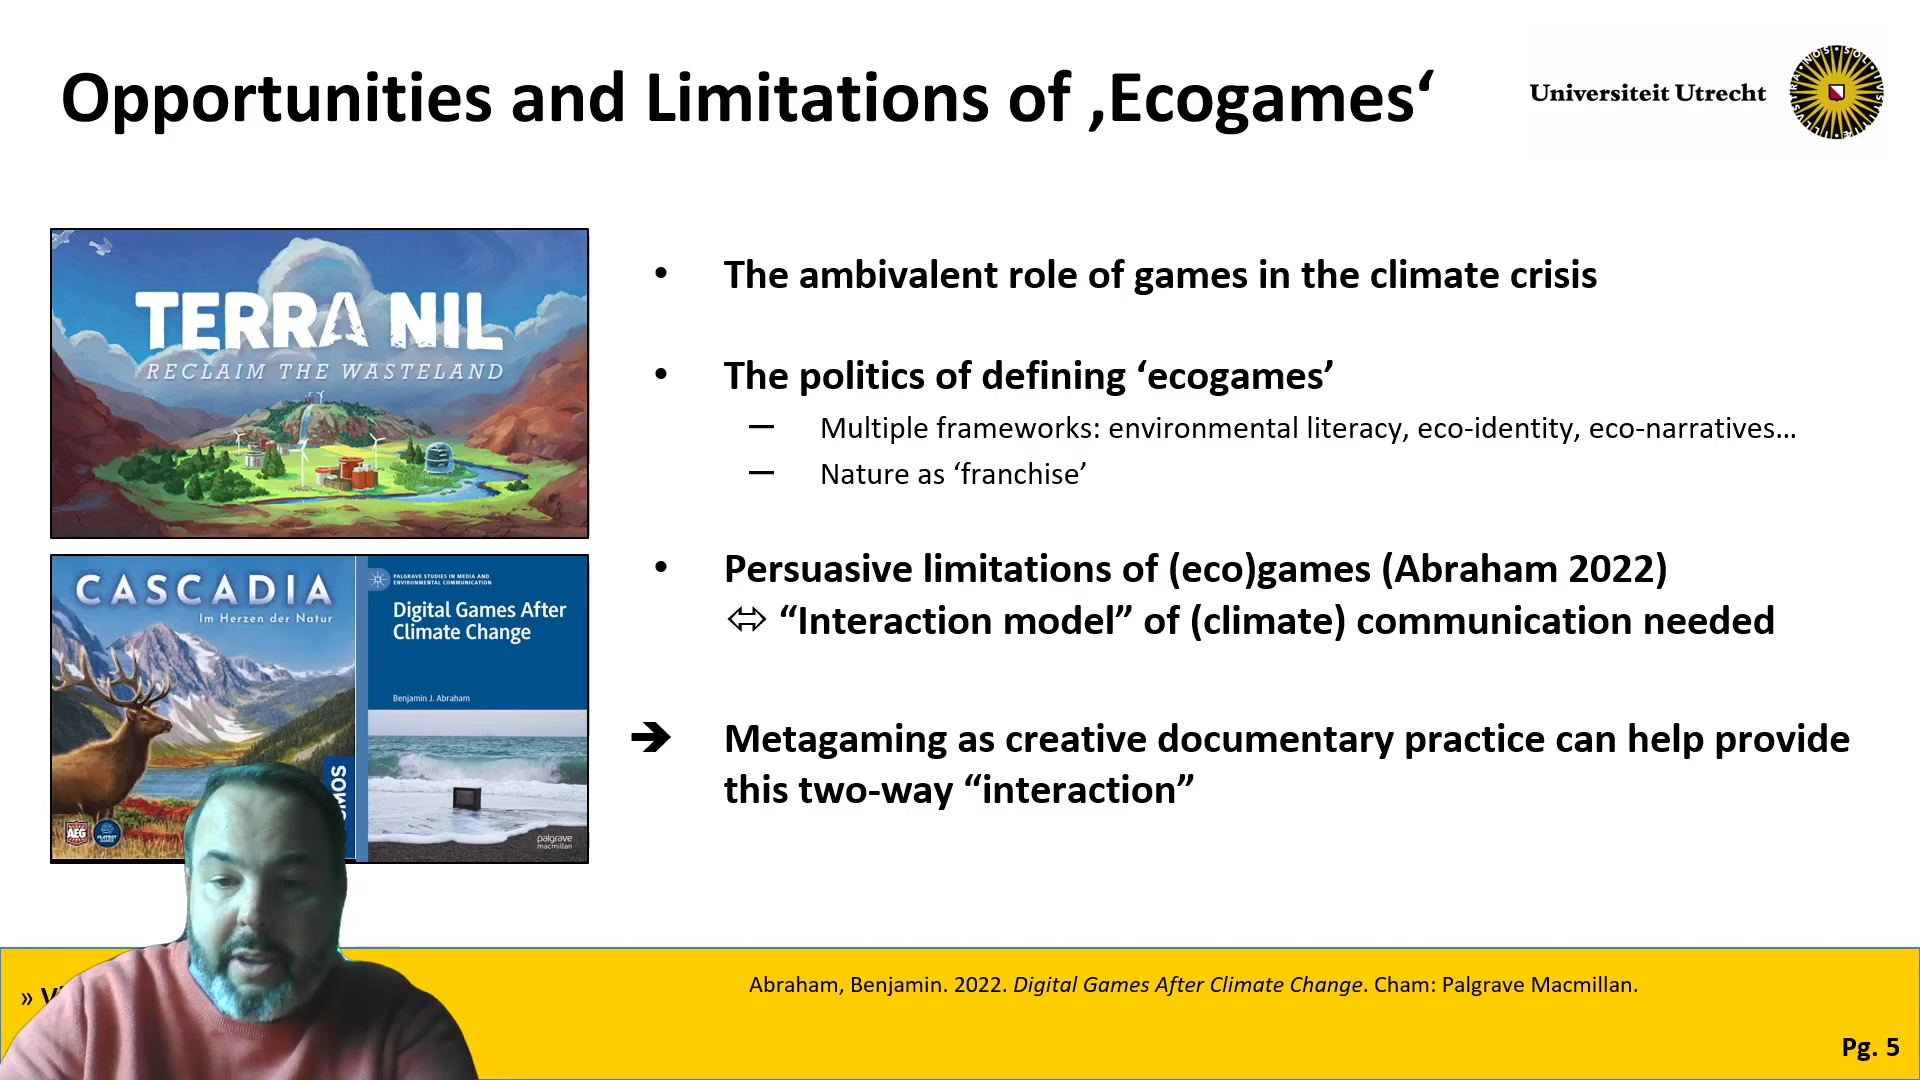 Opportunities and Limitations of ‚Ecogames‘
Universiteit Utrecht
TERRA NIL
RECLAIM THE WASTELAND
CASCADIA
Im Herzen der Natur
AEG
PALGRAVE STUDIES IN MEDIA AND
ENVIRONMENTAL COMMUNICATION
Digital Games After
Climate Change
Benjamin J. Abraham
palgrave
macmillan
• The ambivalent role of games in the climate crisis
• The politics of defining ‘ecogames’
— Multiple frameworks: environmental literacy, eco-identity, eco-narratives…
— Nature as ‘franchise’
• Persuasive limitations of (eco)games (Abraham 2022)
⬄ “Interaction model” of (climate) communication needed
➔ Metagaming as creative documentary practice can help provide
this two-way “interaction”
Abraham, Benjamin. 2022. Digital Games After Climate Change. Cham: Palgrave Macmillan.
Pg. 5